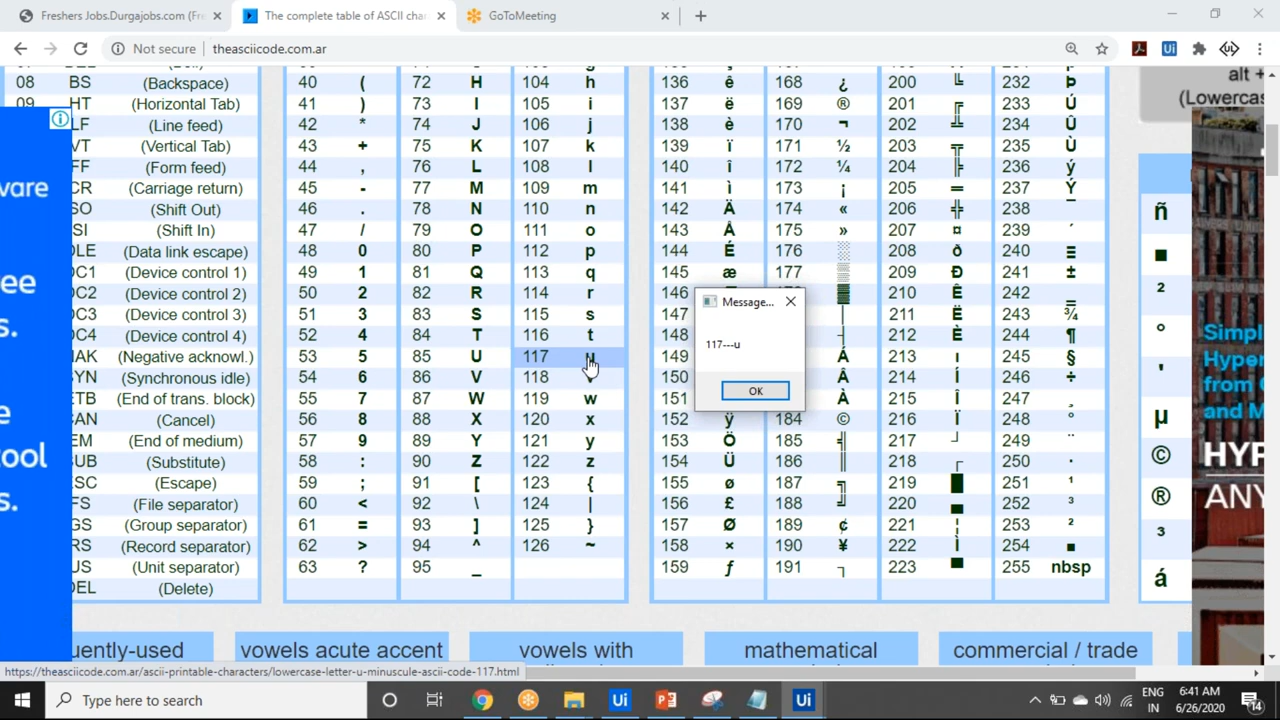 Freshers Jobs.Durgajobs.com (Fre
The complete table of ASCII char
GoToMeeting
Not secure theasciicode.com.ar
08 BS (Backspace) 40 ( 72 H 104 h 136 ê 168 ¿ 200 ╚ 232 Þ
09 HT (Horizontal Tab) 41 ) 73 I 105 i 137 ë 169 ® 201 ╔ 233 Ú
LF (Line feed) 42 * 74 J 106 j 138 è 170 ¬ 202 ╩ 234 Û
VT (Vertical Tab) 43 + 75 K 107 k 139 ï 171 ½ 203 ╦ 235 Ù
FF (Form feed) 44 , 76 L 108 l 140 î 172 ¼ 204 ╠ 236 ý
CR (Carriage return) 45 - 77 M 109 m 141 ì 173 ¡ 205 ═ 237 Ý
SO (Shift Out) 46 . 78 N 110 n 142 Ä 174 « 206 ╬ 238 ¯
SI (Shift In) 47 / 79 O 111 o 143 Å 175 » 207 ¤ 239 ´
DLE (Data link escape) 48 0 80 P 112 p 144 É 176 ░ 208 ð 240 ≡
DC1 (Device control 1) 49 1 81 Q 113 q 145 æ 177 ▒ 209 Ð 241 ±
DC2 (Device control 2) 50 2 82 R 114 r 146 ▓ 210 Ê 242 ‗
DC3 (Device control 3) 51 3 83 S 115 s 147 │ 211 Ë 243 ¾
DC4 (Device control 4) 52 4 84 T 116 t 148 ┤ 212 È 244 ¶
NAK (Negative acknowl.) 53 5 85 U 117 u 149 Á 213 ı 245 §
SYN (Synchronous idle) 54 6 86 V 118 150 Â 214 Í 246 ÷
ETB (End of trans. block) 55 7 87 W 119 w 151 À 215 Î 247 ¸
CAN (Cancel) 56 8 88 X 120 x 152 ÿ 184 © 216 Ï 248 °
EM (End of medium) 57 9 89 Y 121 y 153 Ö 185 ╣ 217 ┘ 249 ¨
SUB (Substitute) 58 : 90 Z 122 z 154 Ü 186 ║ 218 ┌ 250 ·
ESC (Escape) 59 ; 91 [ 123 { 155 ø 187 ╗ 219 █ 251 ¹
FS (File separator) 60 < 92 \ 124 | 156 £ 188 ╝ 220 ▄ 252 ³
GS (Group separator) 61 = 93 ] 125 } 157 Ø 189 ¢ 221 ¦ 253 ²
RS (Record separator) 62 > 94 ^ 126 ~ 158 × 190 ¥ 222 Ì 254 ■
US (Unit separator) 63 ? 95 _ 159 ƒ 191 ┐ 223 ▀ 255 nbsp
DEL (Delete)
Message...
117---u
OK
alt +
(Lowercas
ñ
■
²
°
'
µ
©
®
³
á
Simpl
Hyper
from C
and M
HYP
ANY
vare
ee
s.
e
tool
s.
uently-used
vowels acute accent
vowels with
mathematical
commercial / trade
https://theasciicode.com.ar/ascii-printable-characters/lowercase-letter-u-minuscule-ascii-code-117.html
Type here to search
ENG
IN
6:41 AM
6/26/2020
14